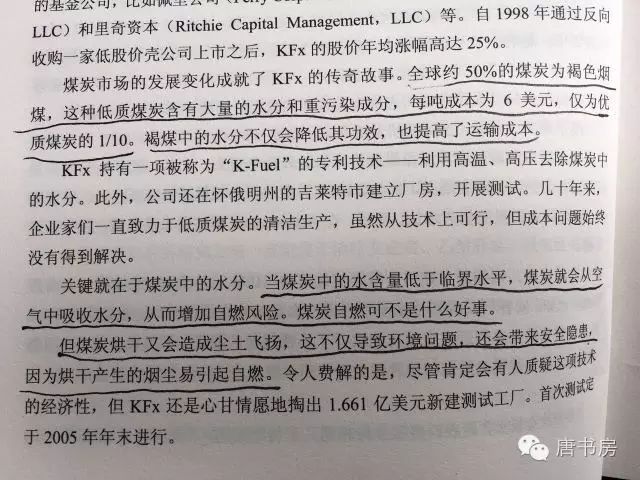 LLC）和里奇资本（Ritchie Capital Management，LLC）等。自 1998 年通过反向
收购一家低股价壳公司上市之后，KFx 的股价年均涨幅高达 25%。
煤炭市场的发展变化成就了 KFx 的传奇故事。全球约 50%的煤炭为褐色烟
煤，这种低质煤炭含有大量的水分和重污染成分，每吨成本为 6 美元，仅为优
质煤炭的 1/10。褐煤中的水分不仅会降低其功效，也提高了运输成本。
KFx 持有一项被称为“K-Fuel”的专利技术——利用高温、高压去除煤炭中
的水分。此外，公司还在怀俄明州的吉莱特市建立厂房，开展测试。几十年来，
企业家们一直致力于低质煤炭的清洁生产，虽然从技术上可行，但成本问题始终
没有得到解决。
关键就在于煤炭中的水分。当煤炭中的水含量低于临界水平，煤炭就会从空
气中吸收水分，从而增加自燃风险。煤炭自燃可不是什么好事。
但煤炭烘干又会造成尘土飞扬，这不仅导致环境问题，还会带来安全隐患，
因为烘干产生的烟尘易引起自燃。令人费解的是，尽管肯定会有人质疑这项技术
的经济性，但 KFx 还是心甘情愿地掏出 1.661 亿美元新建测试工厂。首次测试定
于 2005 年年末进行。
唐书房